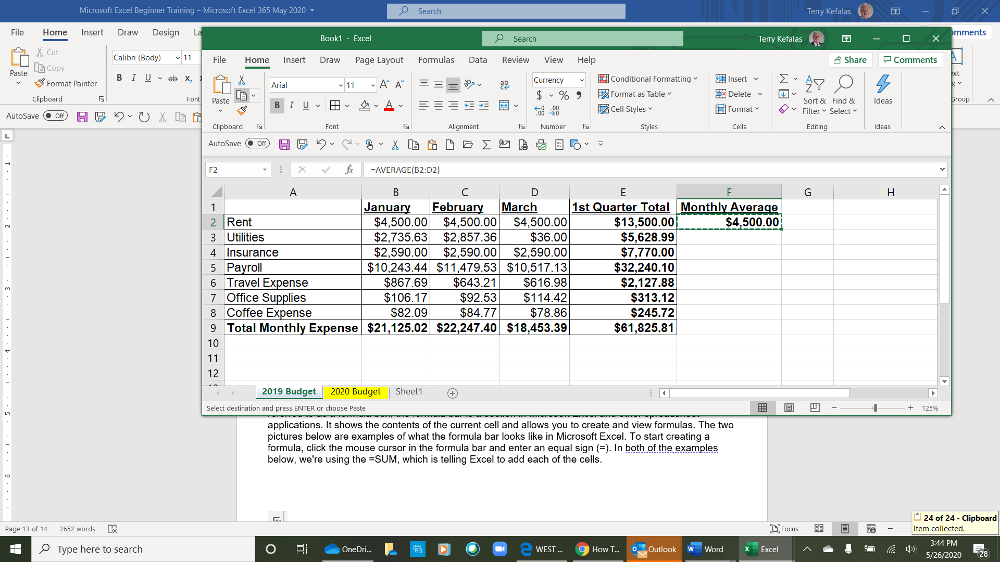 Microsoft Excel Beginner Training – Microsoft Excel 365 May 2020
Search
Terry Kefalas
File Home Insert Draw Design La
mments
Calibri (Body) 11
Paste
Cut
Copy
Format Painter
B I U ab x₂
Clipboard
Font
AutoSave Off
Group
Book1 - Excel
Search
Terry Kefalas
File Home Insert Draw Page Layout Formulas Data Review View Help
Share
Comments
Paste
Arial 11
B I U
Currency
$ % 9
Conditional Formatting
Format as Table
Cell Styles
Insert
Delete
Format
Sort & Filter
Find & Select
Ideas
Clipboard Font Alignment Number Styles Cells Editing Ideas
AutoSave Off
F2 fx =AVERAGE(B2:D2)
A B C D E F G H
1 January February March 1st Quarter Total Monthly Average
2 Rent $4,500.00 $4,500.00 $4,500.00 $13,500.00 $4,500.00
3 Utilities $2,735.63 $2,857.36 $36.00 $5,628.99
4 Insurance $2,590.00 $2,590.00 $2,590.00 $7,770.00
5 Payroll $10,243.44 $11,479.53 $10,517.13 $32,240.10
6 Travel Expense $867.69 $643.21 $616.98 $2,127.88
7 Office Supplies $106.17 $92.53 $114.42 $313.12
8 Coffee Expense $82.09 $84.77 $78.86 $245.72
9 Total Monthly Expense $21,125.02 $22,247.40 $18,453.39 $61,825.81
10
11
12
2019 Budget 2020 Budget Sheet1
Select destination and press ENTER or choose Paste
125%
applications. It shows the contents of the current cell and allows you to create and view formulas. The two
pictures below are examples of what the formula bar looks like in Microsoft Excel. To start creating a
formula, click the mouse cursor in the formula bar and enter an equal sign (=). In both of the examples
below, we're using the =SUM, which is telling Excel to add each of the cells.
Page 13 of 14 2652 words
Focus
24 of 24 - Clipboard
Item collected.
Type here to search
OneDri...
WEST ...
How T...
Outlook
Word
Excel
3:44 PM
5/26/2020
28